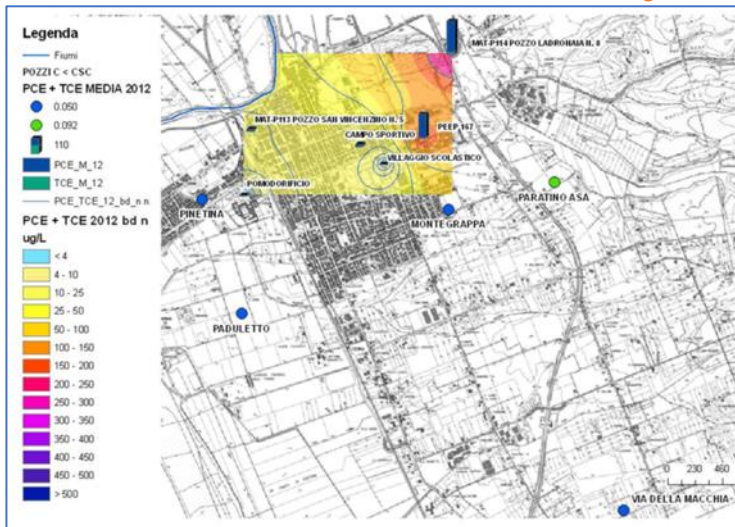 Legenda
Fiumi
POZZI C < CSC
PCE + TCE MEDIA 2012
0.050
0.092
110
PCE_M_12
TCE_M_12
PCE_TCE_12_bd_n n
PCE + TCE 2012 bd n
ug/L
< 4
4 - 10
10 - 25
25 - 50
50 - 100
100 - 150
150 - 200
200 - 250
250 - 300
300 - 350
350 - 400
400 - 450
450 - 500
> 500
MAT-P114 POZZO LADRONAIA N. 8
MAT-P113 POZZO SAN VINCENZINO N. 5
PEEP 167
CAMPO SPORTIVO
VILLAGGIO SCOLASTICO
POMODORIFICIO
PINETINA
MONTEGRAPPA
PARATINO ASA
PADULETTO
0 230 460
VIA DELLA MACCHIA